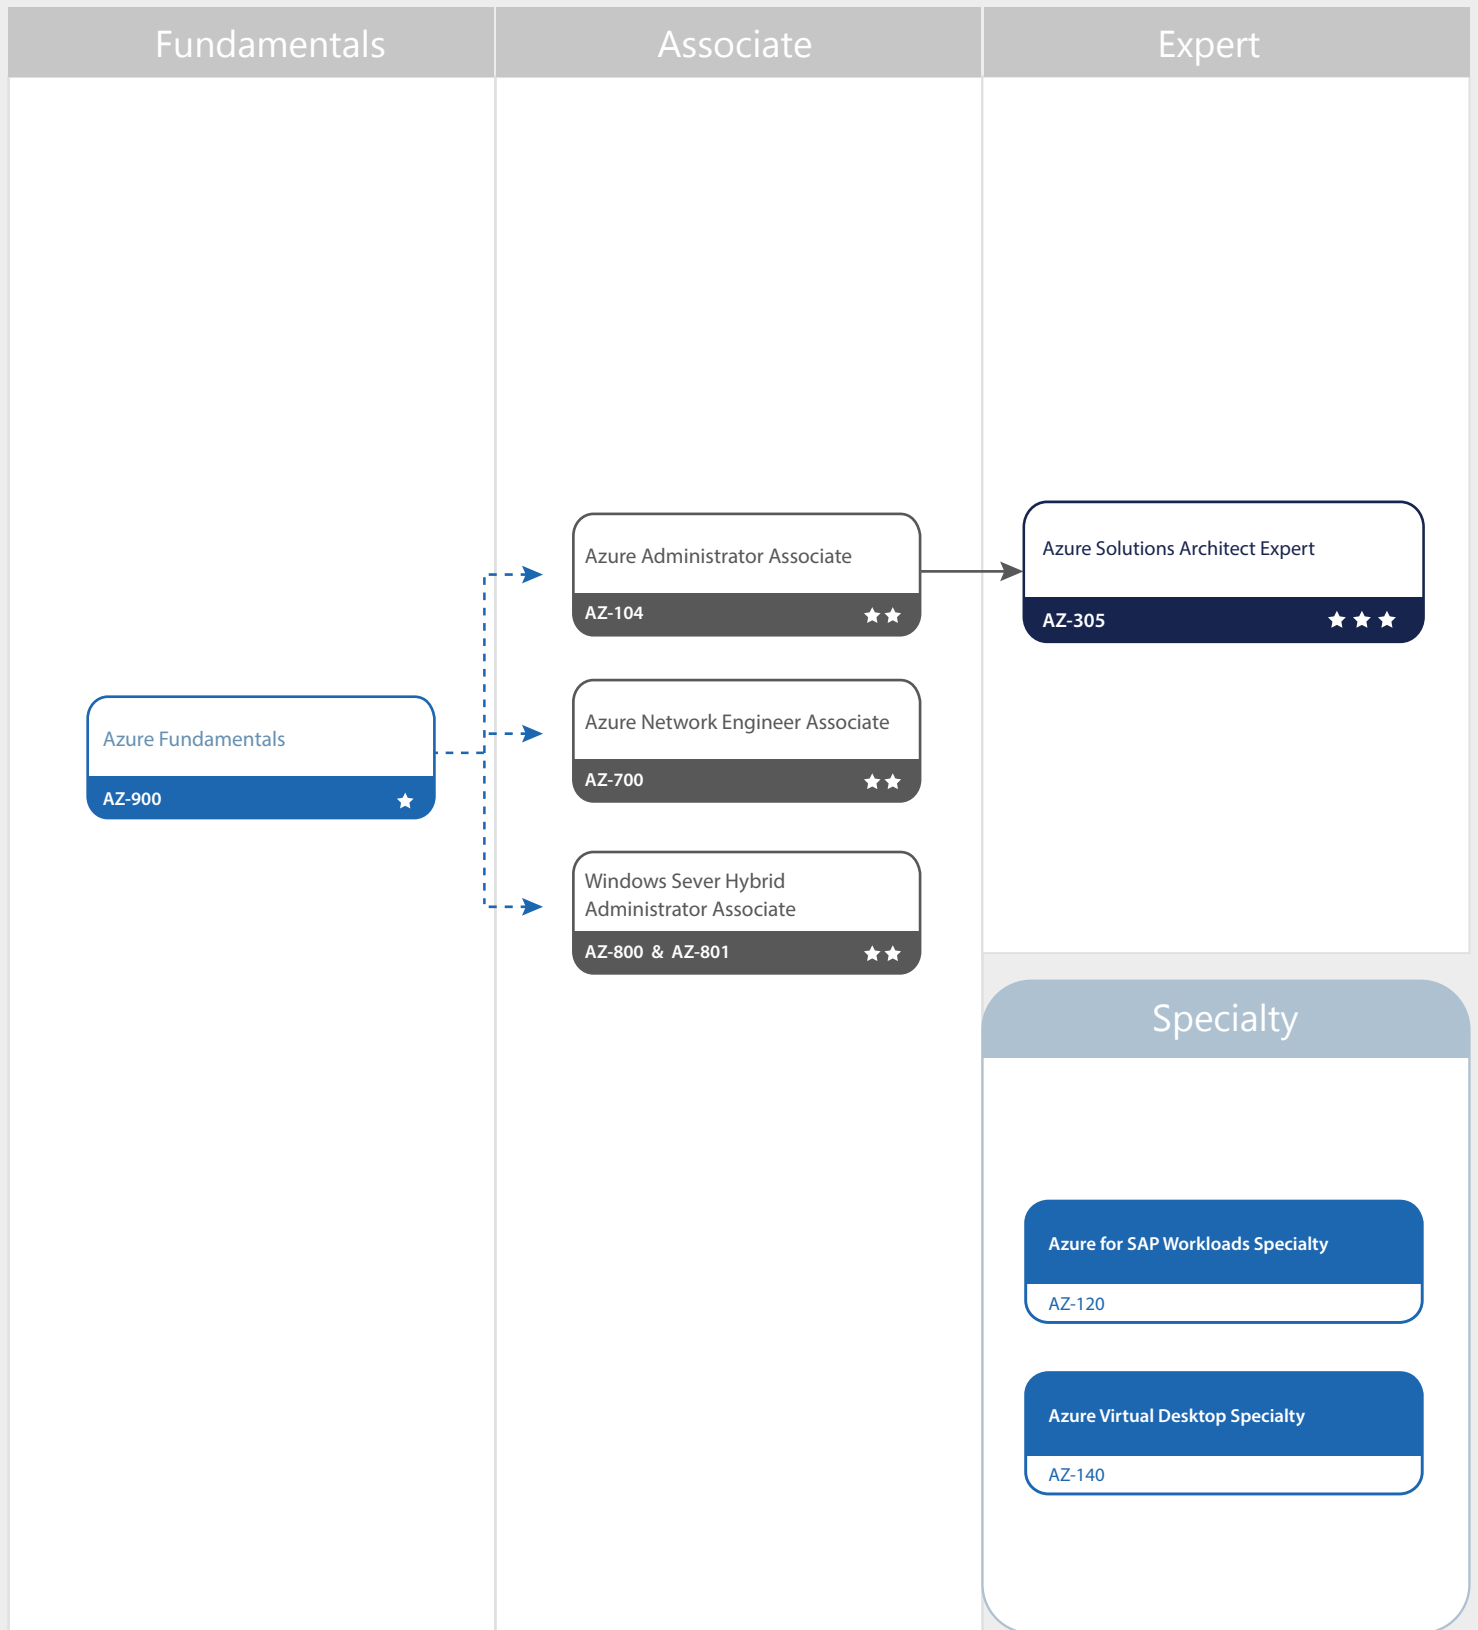 Fundamentals
Associate
Expert
Azure Fundamentals
AZ-900
Azure Administrator Associate
AZ-104
Azure Network Engineer Associate
AZ-700
Windows Sever Hybrid
Administrator Associate
AZ-800 & AZ-801
Azure Solutions Architect Expert
AZ-305
Specialty
Azure for SAP Workloads Specialty
AZ-120
Azure Virtual Desktop Specialty
AZ-140